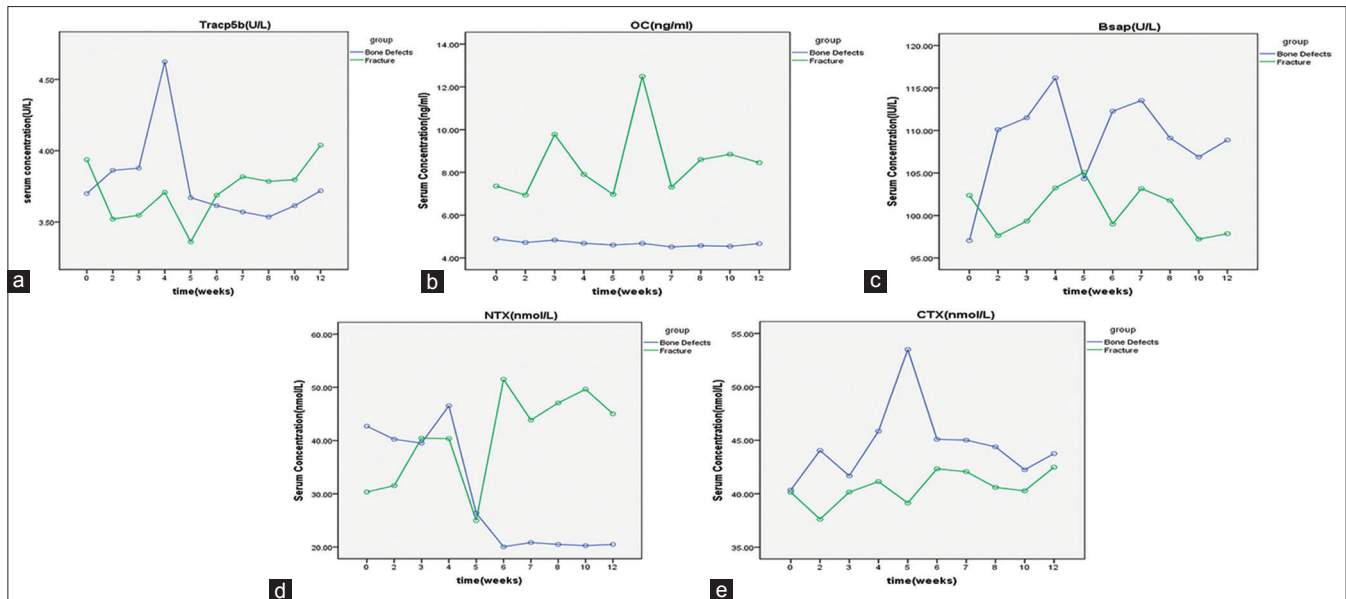 Tracp5b(U/L)
group
Bone Defects
Fracture
serum concentration(U/L)
4.50
4.00
3.50
0 2 3 4 5 6 7 8 10 12
time(weeks)
a
OC(ng/ml)
group
Bone Defects
Fracture
Serum Concentration(ng/ml)
14.00
12.00
10.00
8.00
6.00
4.00
0 2 3 4 5 6 7 8 10 12
time(weeks)
b
Bsap(U/L)
group
Bone Defects
Fracture
Serum Concentration(IU/L)
120.00
115.00
110.00
105.00
100.00
95.00
0 2 3 4 5 6 7 8 10 12
time(weeks)
c
NTX(nmol/L)
group
Bone Defects
Fracture
Serum Concentration(nmol/L)
60.00
50.00
40.00
30.00
20.00
0 2 3 4 5 6 7 8 10 12
time(weeks)
d
CTX(nmol/L)
group
Bone Defects
Fracture
Serum Concentration(nmol/L)
55.00
50.00
45.00
40.00
35.00
0 2 3 4 5 6 7 8 10 12
time(weeks)
e